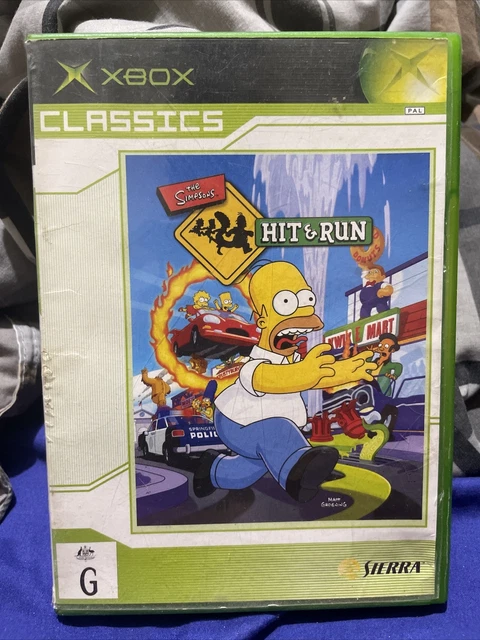 XBOX
PAL
CLASSICS
the
Simpsons
HIT & RUN
KWIK E MART
SPRINGFIELD
POLICE
MATT
GROENING
G
SIERRA